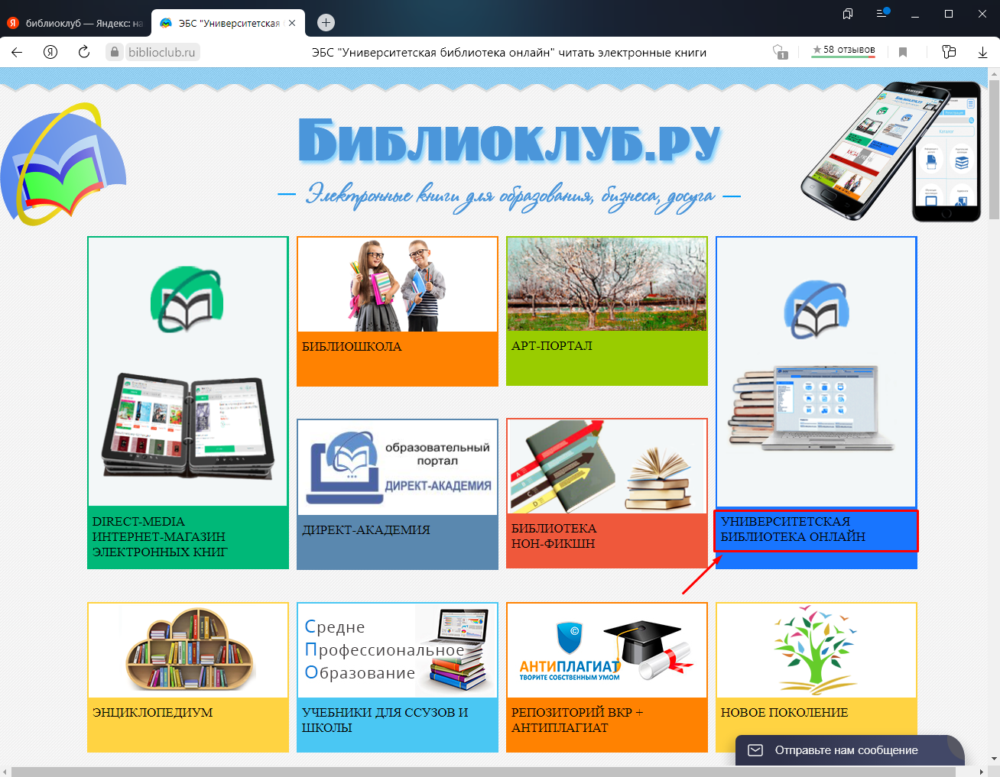 библиоклуб — Яндекс: на
ЭБС "Университетская
biblioclub.ru
ЭБС "Университетская библиотека онлайн" читать электронные книги
1
58 отзывов
Библиоклуб.ру
Электронные книги для образования, бизнеса, досуга
SAMSUNG
Каталог
БИБЛИОШКОЛА
АРТ-ПОРТАЛ
образовательный
портал
ДИРЕКТ-АКАДЕМИЯ
DIRECT-MEDIA
ИНТЕРНЕТ-МАГАЗИН
ЭЛЕКТРОННЫХ КНИГ
ДИРЕКТ-АКАДЕМИЯ
A
B
C
D
БИБЛИОТЕКА
НОН-ФИКШН
УНИВЕРСИТЕТСКАЯ
БИБЛИОТЕКА ОНЛАЙН
Средне
Профессиональное
Образование
©
АНТИПЛАГИАТ
ТВОРИТЕ СОБСТВЕННЫМ УМОМ
ЭНЦИКЛОПЕДИУМ
УЧЕБНИКИ ДЛЯ ССУЗОВ И
ШКОЛЫ
РЕПОЗИТОРИЙ ВКР +
АНТИПЛАГИАТ
НОВОЕ ПОКОЛЕНИЕ
Отправьте нам сообщение